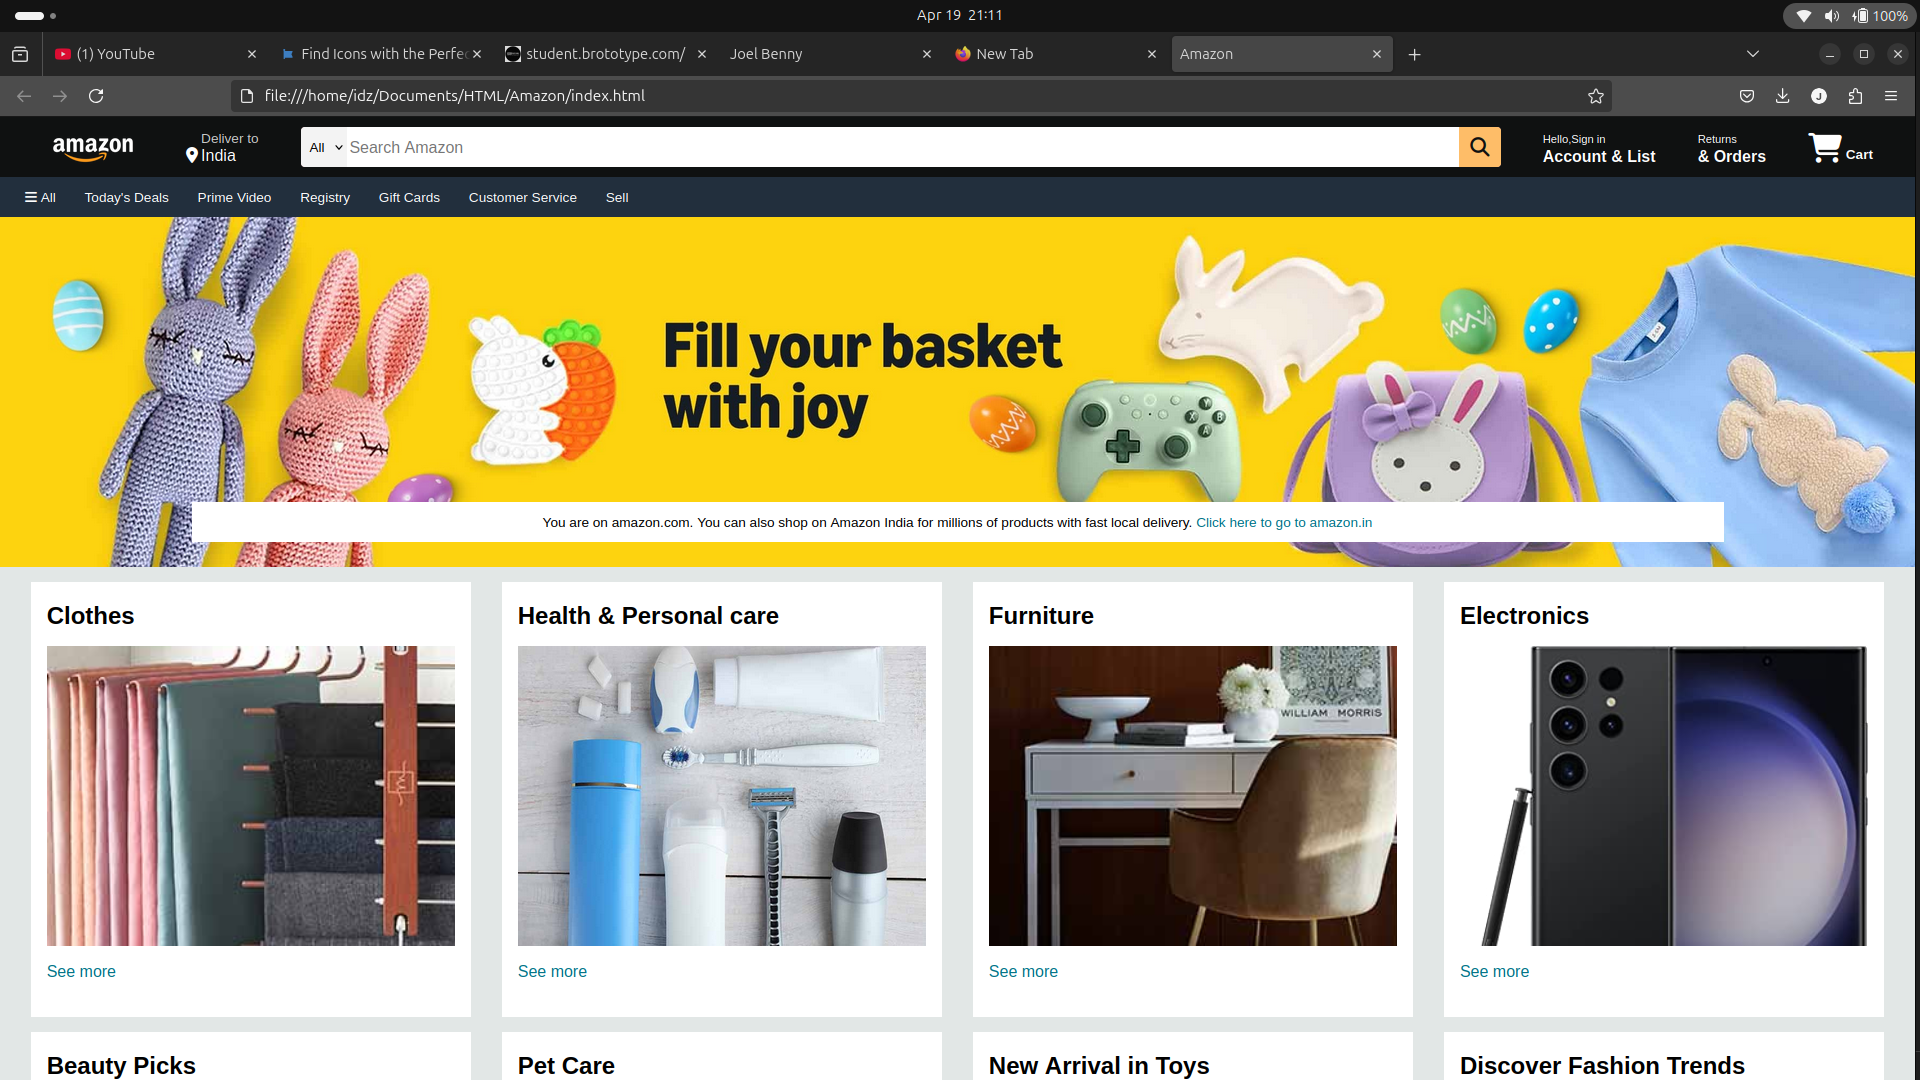 Apr 19 21:11
100%
(1) YouTube
Find Icons with the Perfec
student.brototype.com/
Joel Benny
New Tab
Amazon
file:///home/idz/Documents/HTML/Amazon/index.html
J
amazon
Deliver to
India
All
Search Amazon
Hello,Sign in
Account & List
Returns
& Orders
Cart
All
Today's Deals
Prime Video
Registry
Gift Cards
Customer Service
Sell
Fill your basket
with joy
Y
X
B
A
You are on amazon.com. You can also shop on Amazon India for millions of products with fast local delivery. Click here to go to amazon.in
Clothes
Health & Personal care
Furniture
Electronics
WILLIAM MORRIS
See more
See more
See more
See more
Beauty Picks
Pet Care
New Arrival in Toys
Discover Fashion Trends